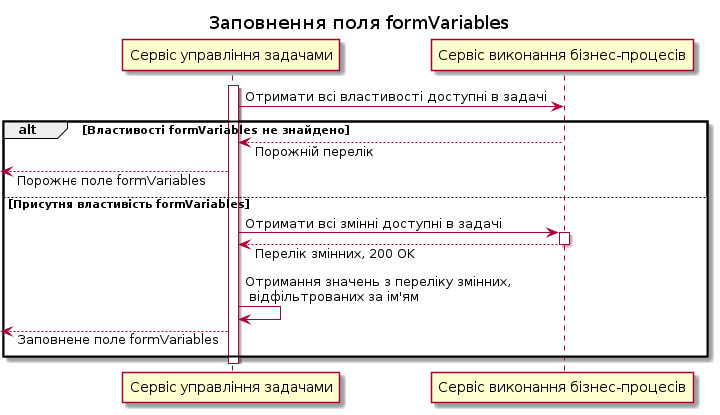 Заповнення поля formVariables
Сервіс управління задачами
Сервіс виконання бізнес-процесів
Отримати всі властивості доступні в задачі
alt
[Властивості formVariables не знайдено]
Порожній перелік
Порожнє поле formVariables
[Присутня властивість formVariables]
Отримати всі змінні доступні в задачі
Перелік змінних, 200 OK
Отримання значень з переліку змінних,
відфільтрованих за ім'ям
Заповнене поле formVariables
Сервіс управління задачами
Сервіс виконання бізнес-процесів